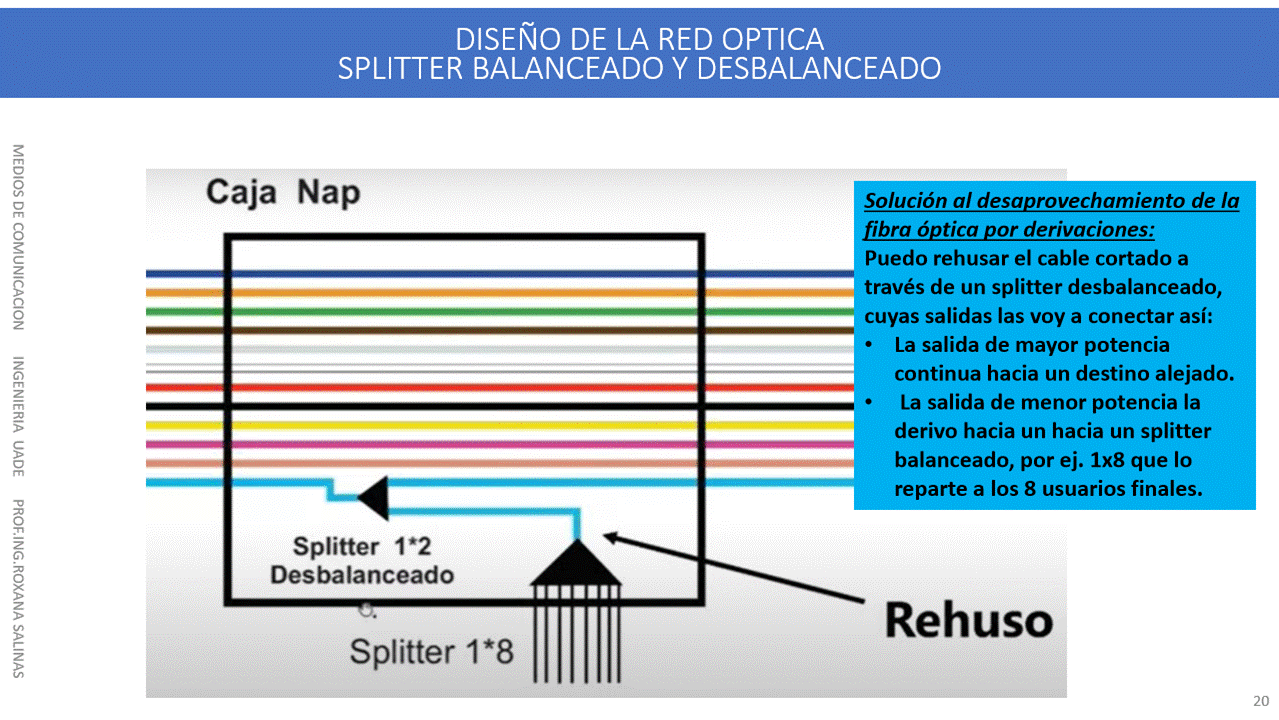 DISEÑO DE LA RED OPTICA
SPLITTER BALANCEADO Y DESBALANCEADO
MEDIOS DE COMUNICACION INGENIERIA UADE PROF.ING.ROXANA SALINAS
Caja Nap
Solución al desaprovechamiento de la
fibra óptica por derivaciones:
Puedo rehusar el cable cortado a
través de un splitter desbalanceado,
cuyas salidas las voy a conectar así:
• La salida de mayor potencia
continua hacia un destino alejado.
• La salida de menor potencia la
derivo hacia un hacia un splitter
balanceado, por ej. 1x8 que lo
reparte a los 8 usuarios finales.
Splitter 1*2
Desbalanceado
Splitter 1*8
Rehuso
20